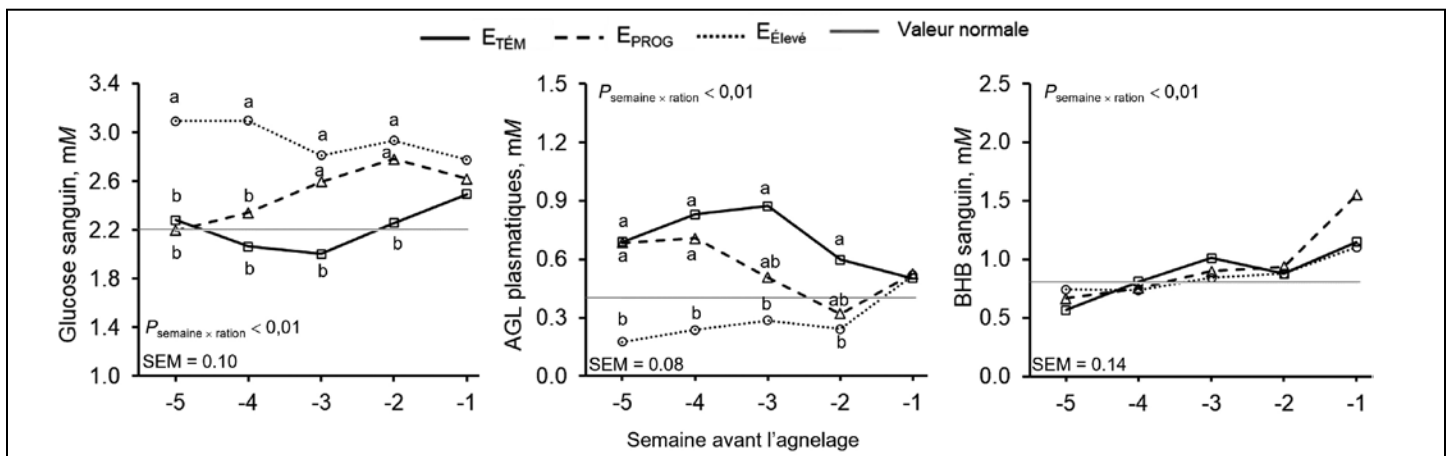 E_TÉM E_PROG E_Élevé Valeur normale
Glucose sanguin, mM
3.4
3.0
2.6
2.2
1.8
1.4
1.0
a a a a a a
b b b b b b
P_semaine × ration < 0,01
SEM = 0.10
-5 -4 -3 -2 -1
AGL plasmatiques, mM
1.5
1.2
0.9
0.6
0.3
0.0
P_semaine × ration < 0,01
a a a a
a a ab ab
b b b b
SEM = 0.08
-5 -4 -3 -2 -1
BHB sanguin, mM
2.5
2.0
1.5
1.0
0.5
0.0
P_semaine × ration < 0,01
SEM = 0.14
-5 -4 -3 -2 -1
Semaine avant l'agnelage